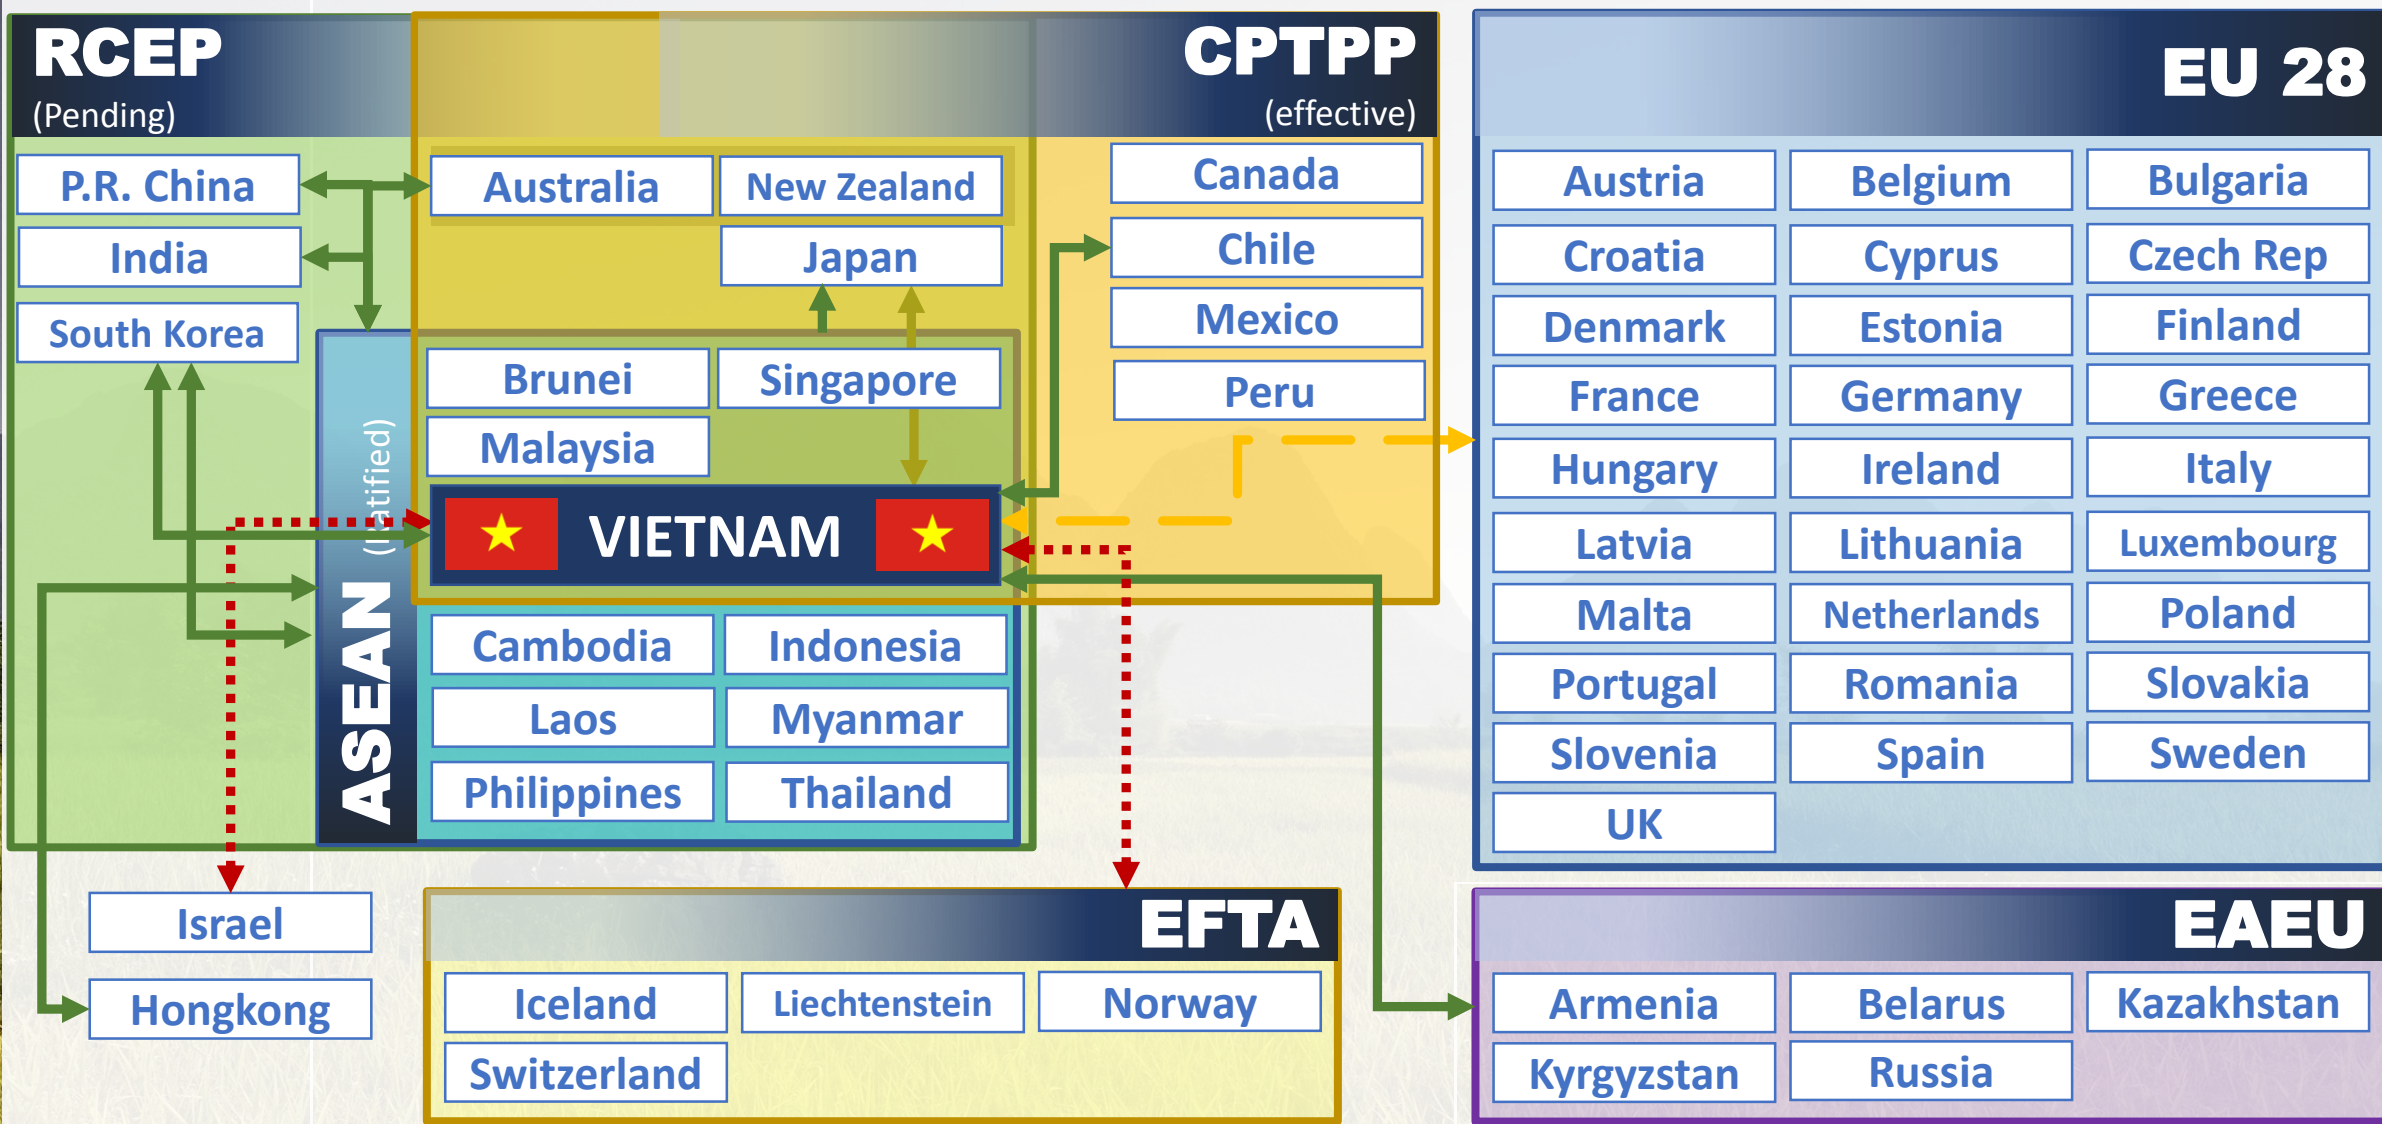 RCEP
(Pending)
CPTPP
(effective)
EU 28
P.R. China
India
South Korea
Australia
New Zealand
Japan
Canada
Chile
Mexico
Peru
ASEAN
(Ratified)
Brunei
Singapore
Malaysia
VIETNAM
Cambodia
Indonesia
Laos
Myanmar
Philippines
Thailand
Austria
Belgium
Bulgaria
Croatia
Cyprus
Czech Rep
Denmark
Estonia
Finland
France
Germany
Greece
Hungary
Ireland
Italy
Latvia
Lithuania
Luxembourg
Malta
Netherlands
Poland
Portugal
Romania
Slovakia
Slovenia
Spain
Sweden
UK
Israel
Hongkong
EFTA
Iceland
Liechtenstein
Norway
Switzerland
EAEU
Armenia
Belarus
Kazakhstan
Kyrgyzstan
Russia